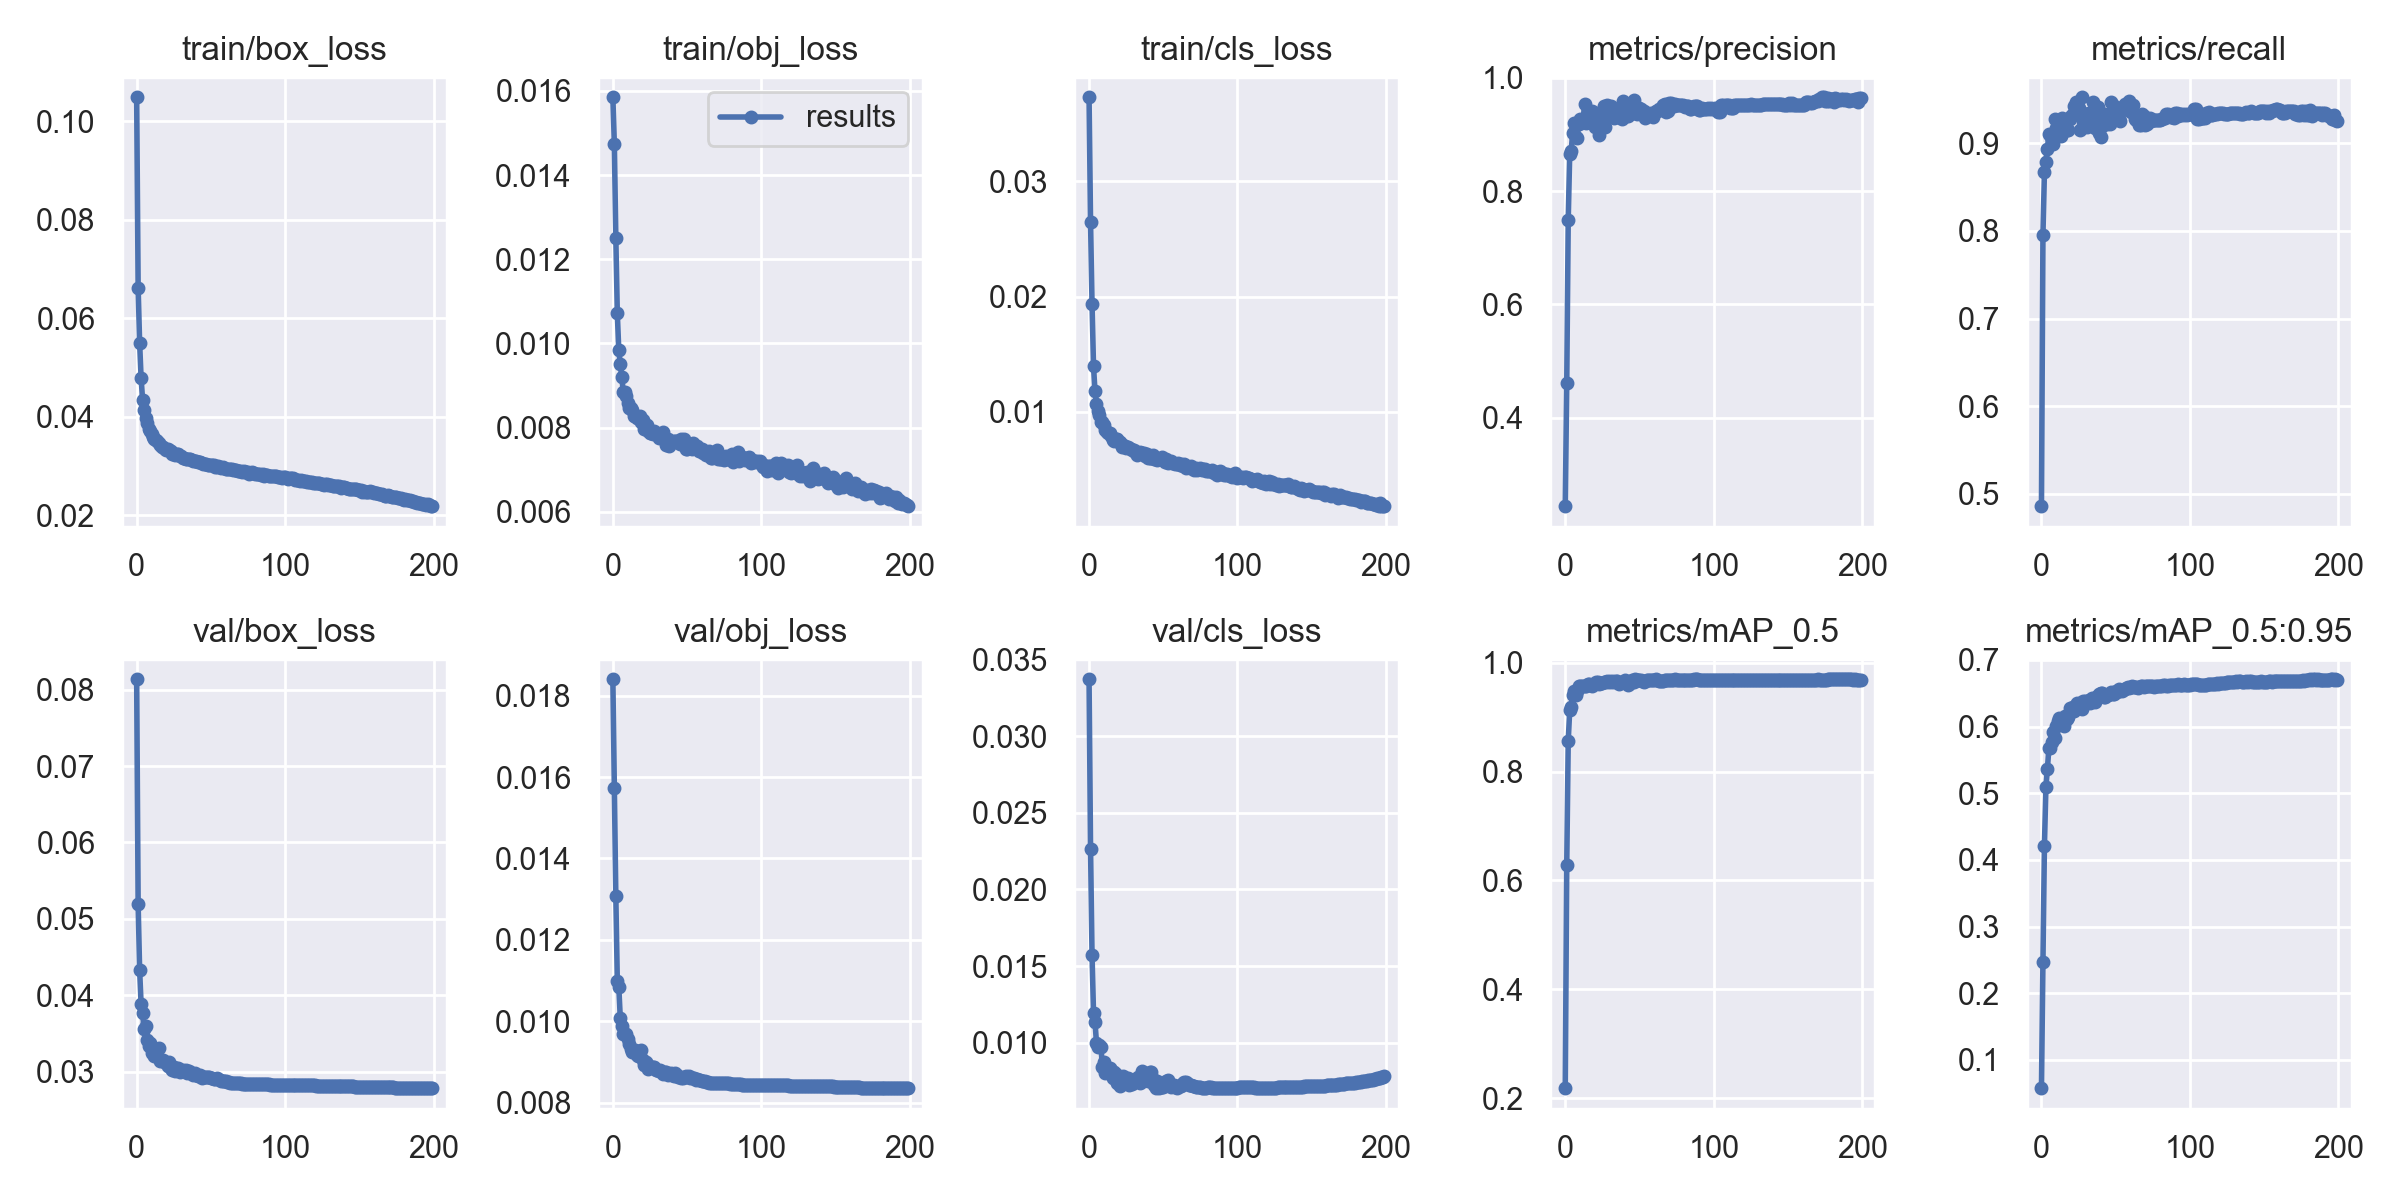 train/box_loss
0.10
0.08
0.06
0.04
0.02
0 100 200
train/obj_loss
results
0.016
0.014
0.012
0.010
0.008
0.006
0 100 200
train/cls_loss
0.03
0.02
0.01
0 100 200
metrics/precision
1.0
0.8
0.6
0.4
0 100 200
metrics/recall
0.9
0.8
0.7
0.6
0.5
0 100 200
val/box_loss
0.08
0.07
0.06
0.05
0.04
0.03
0 100 200
val/obj_loss
0.018
0.016
0.014
0.012
0.010
0.008
0 100 200
val/cls_loss
0.035
0.030
0.025
0.020
0.015
0.010
0 100 200
metrics/mAP_0.5
1.0
0.8
0.6
0.4
0.2
0 100 200
metrics/mAP_0.5:0.95
0.7
0.6
0.5
0.4
0.3
0.2
0.1
0 100 200